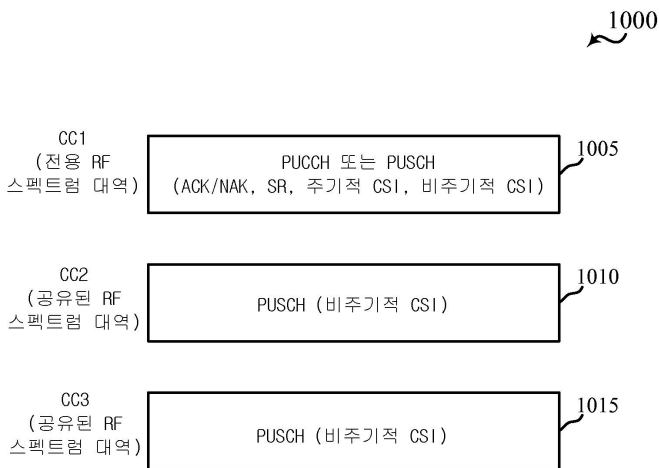 1000
CC1
(전용 RF
스펙트럼 대역)
PUCCH 또는 PUSCH
(ACK/NAK, SR, 주기적 CSI, 비주기적 CSI)
1005
CC2
(공유된 RF
스펙트럼 대역)
PUSCH (비주기적 CSI)
1010
CC3
(공유된 RF
스펙트럼 대역)
PUSCH (비주기적 CSI)
1015